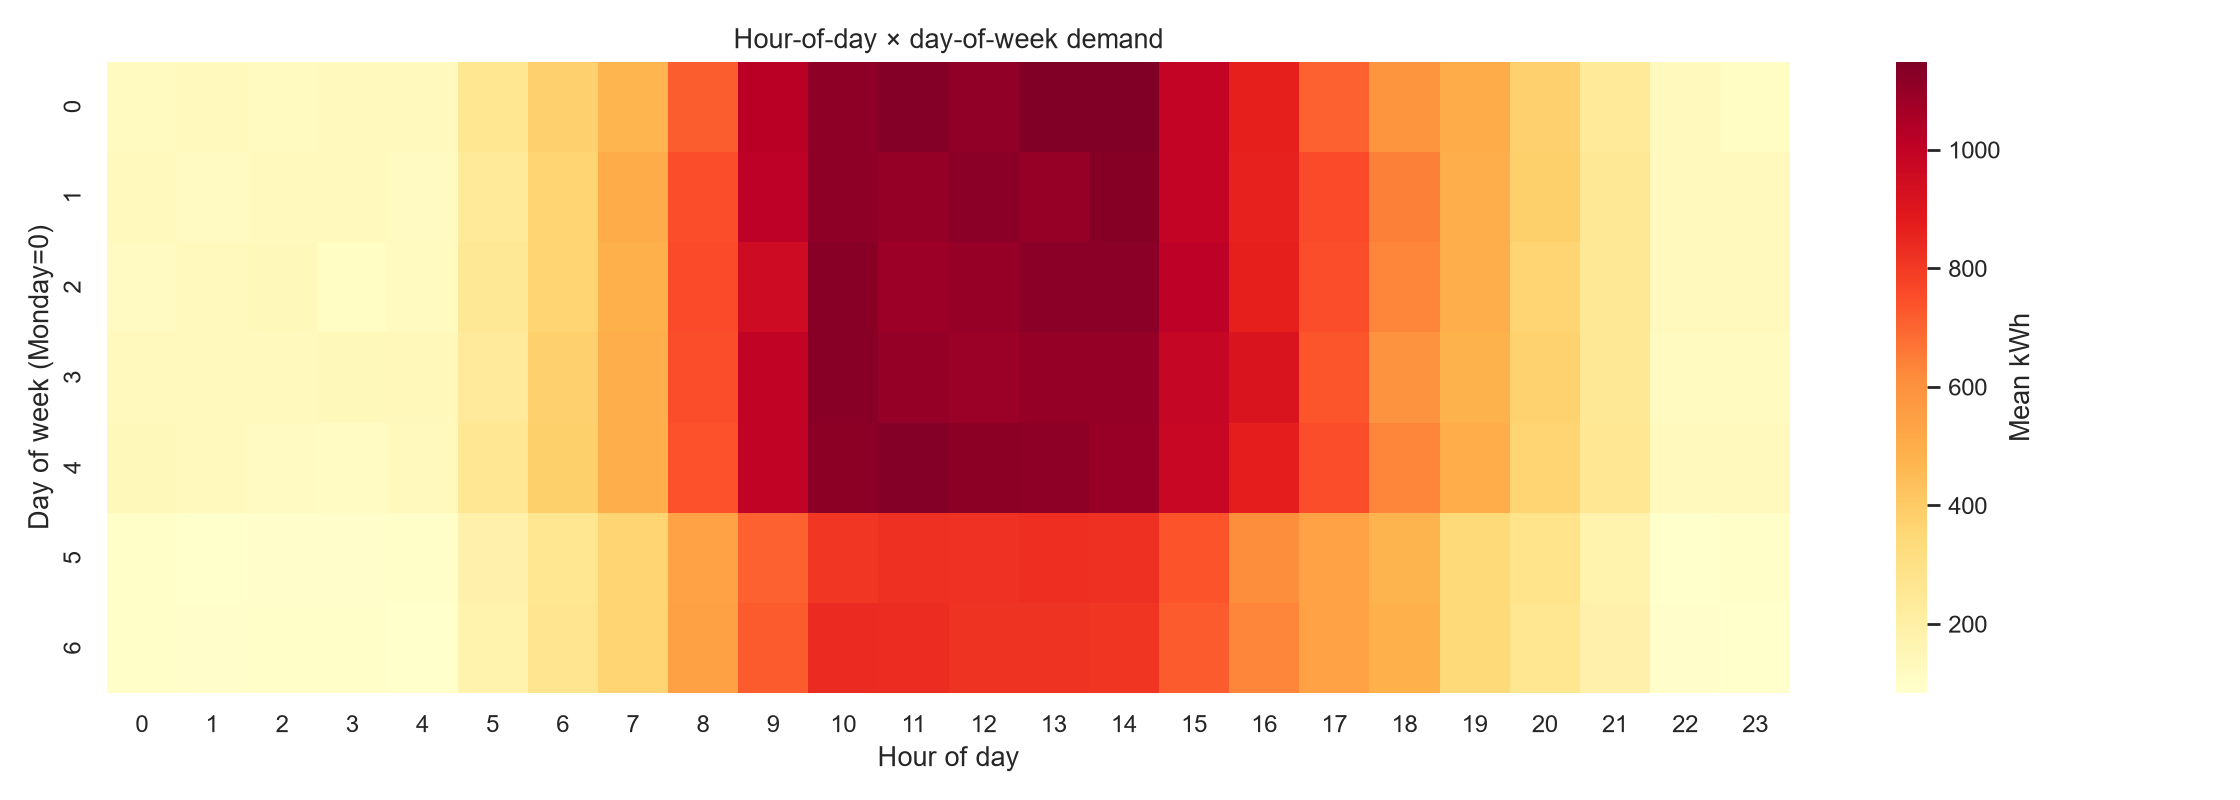 Hour-of-day × day-of-week demand
Day of week (Monday=0)
0
1
2
3
4
5
6
0 1 2 3 4 5 6 7 8 9 10 11 12 13 14 15 16 17 18 19 20 21 22 23
Hour of day
1000
800
600
400
200
Mean kWh